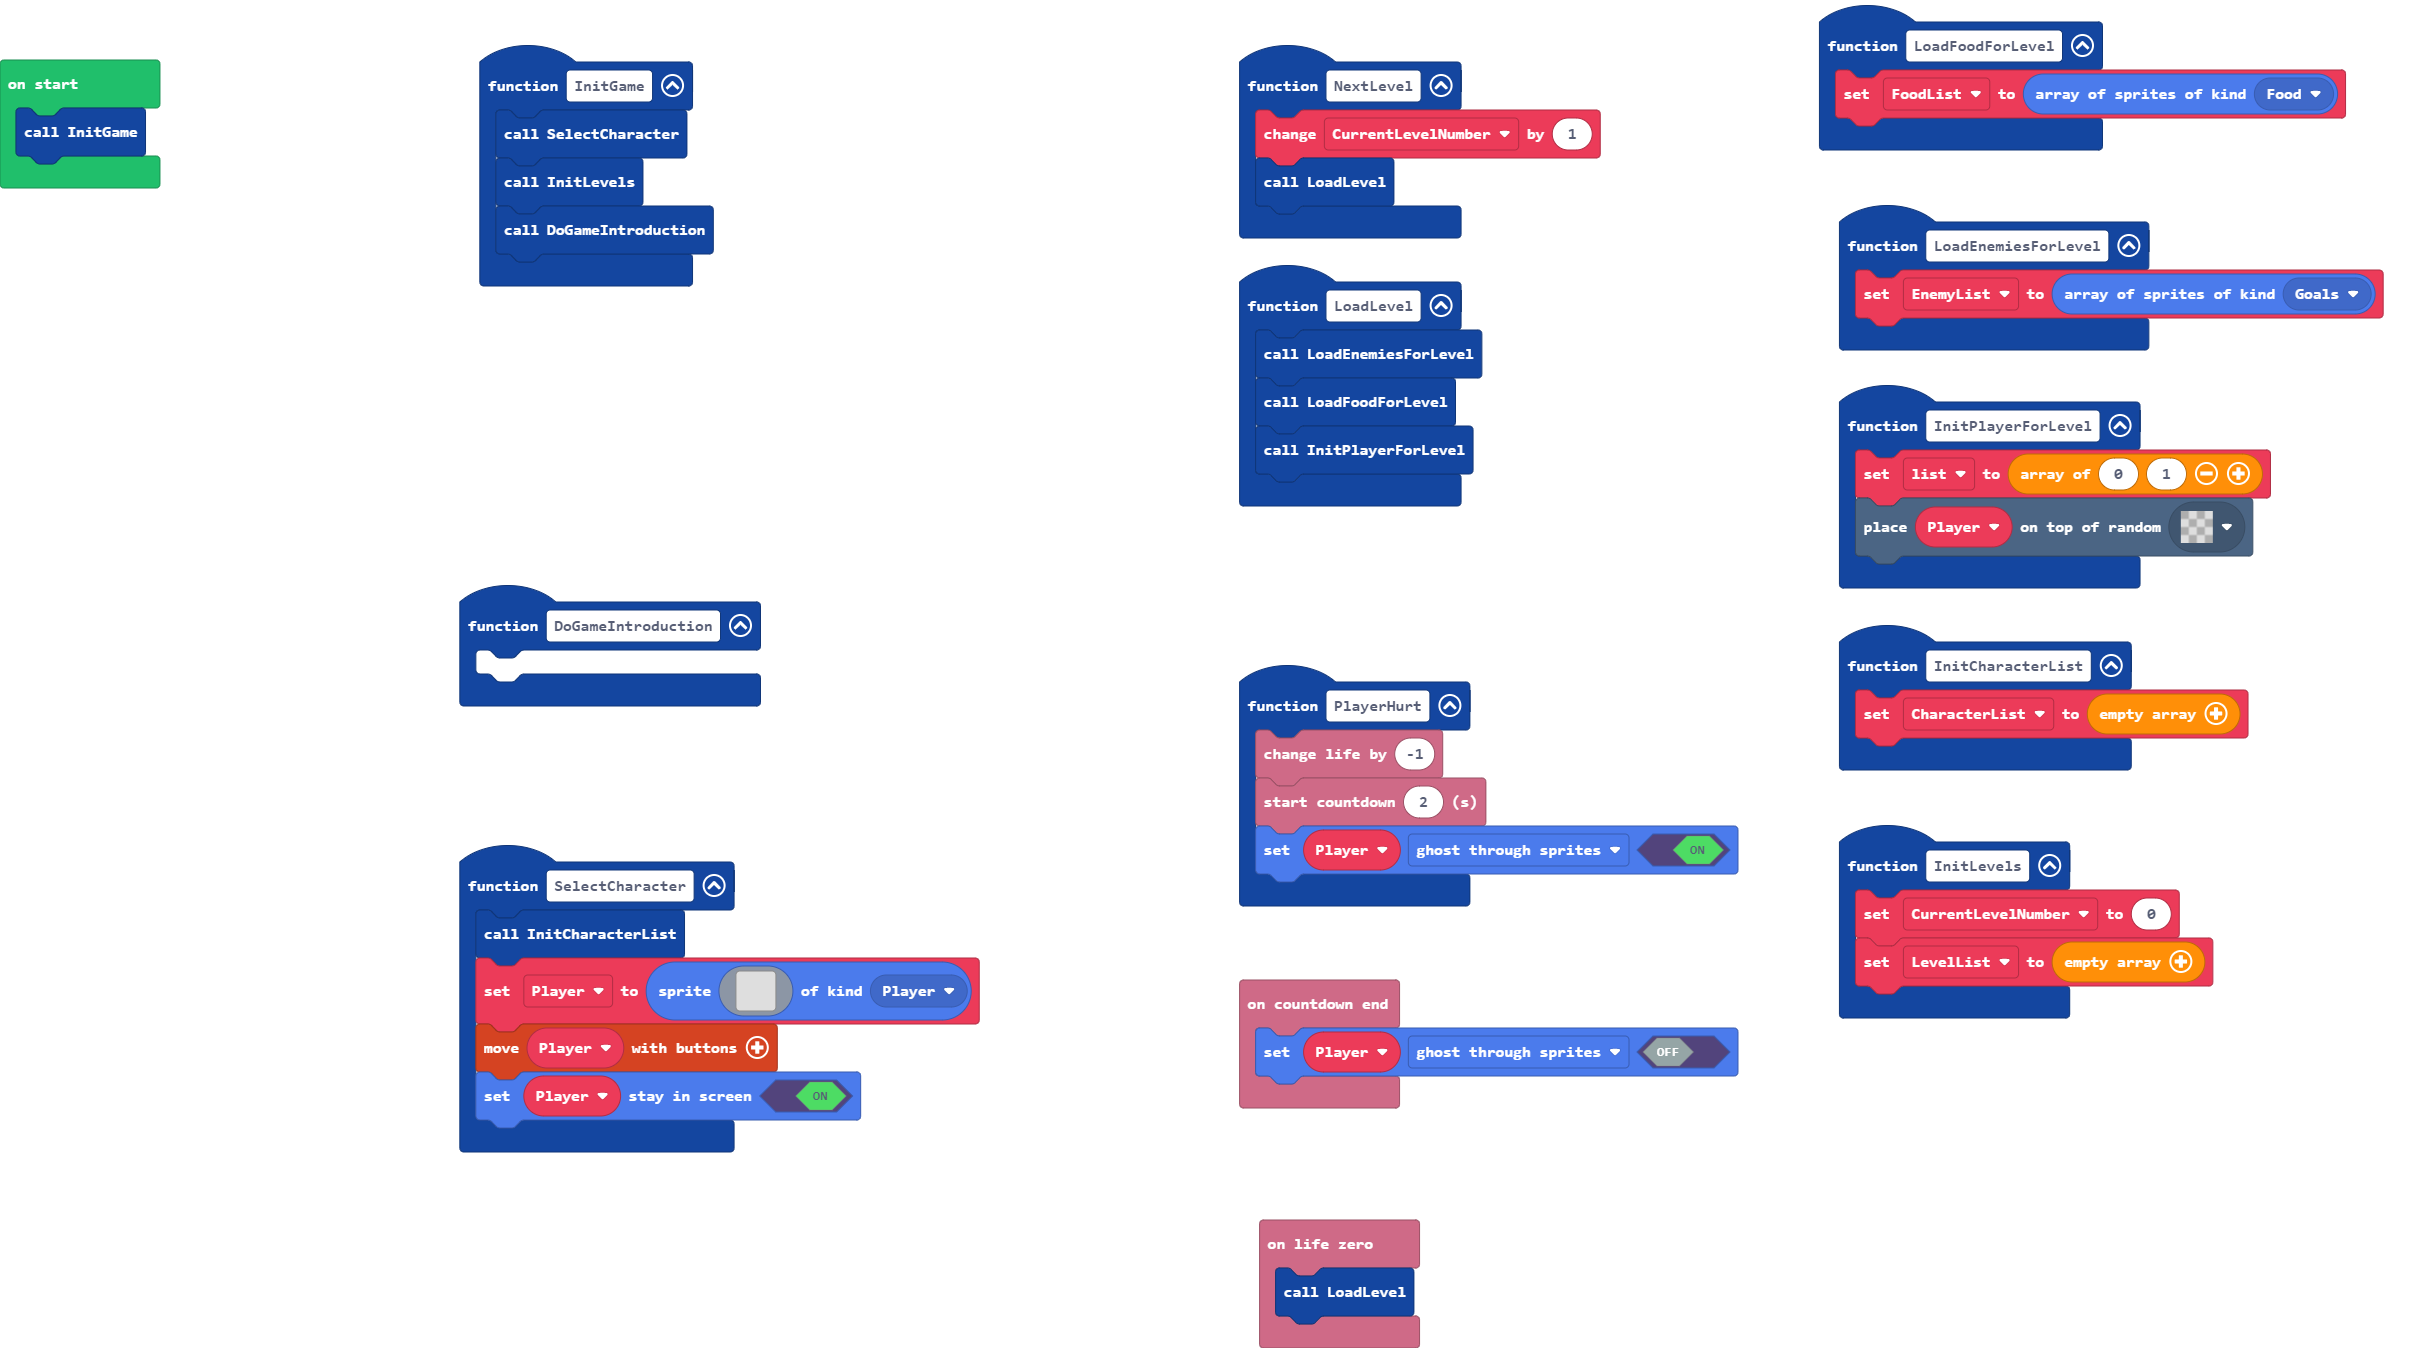 on start
call InitGame
function InitGame
call SelectCharacter
call InitLevels
call DoGameIntroduction
function DoGameIntroduction
function SelectCharacter
call InitCharacterList
set Player to sprite of kind Player
move Player with buttons
set Player stay in screen ON
function NextLevel
change CurrentLevelNumber by 1
call LoadLevel
function LoadLevel
call LoadEnemiesForLevel
call LoadFoodForLevel
call InitPlayerForLevel
function PlayerHurt
change life by -1
start countdown 2 (s)
set Player ghost through sprites ON
on countdown end
set Player ghost through sprites OFF
on life zero
call LoadLevel
function LoadFoodForLevel
set FoodList to array of sprites of kind Food
function LoadEnemiesForLevel
set EnemyList to array of sprites of kind Goals
function InitPlayerForLevel
set list to array of 0 1
place Player on top of random
function InitCharacterList
set CharacterList to empty array
function InitLevels
set CurrentLevelNumber to 0
set LevelList to empty array